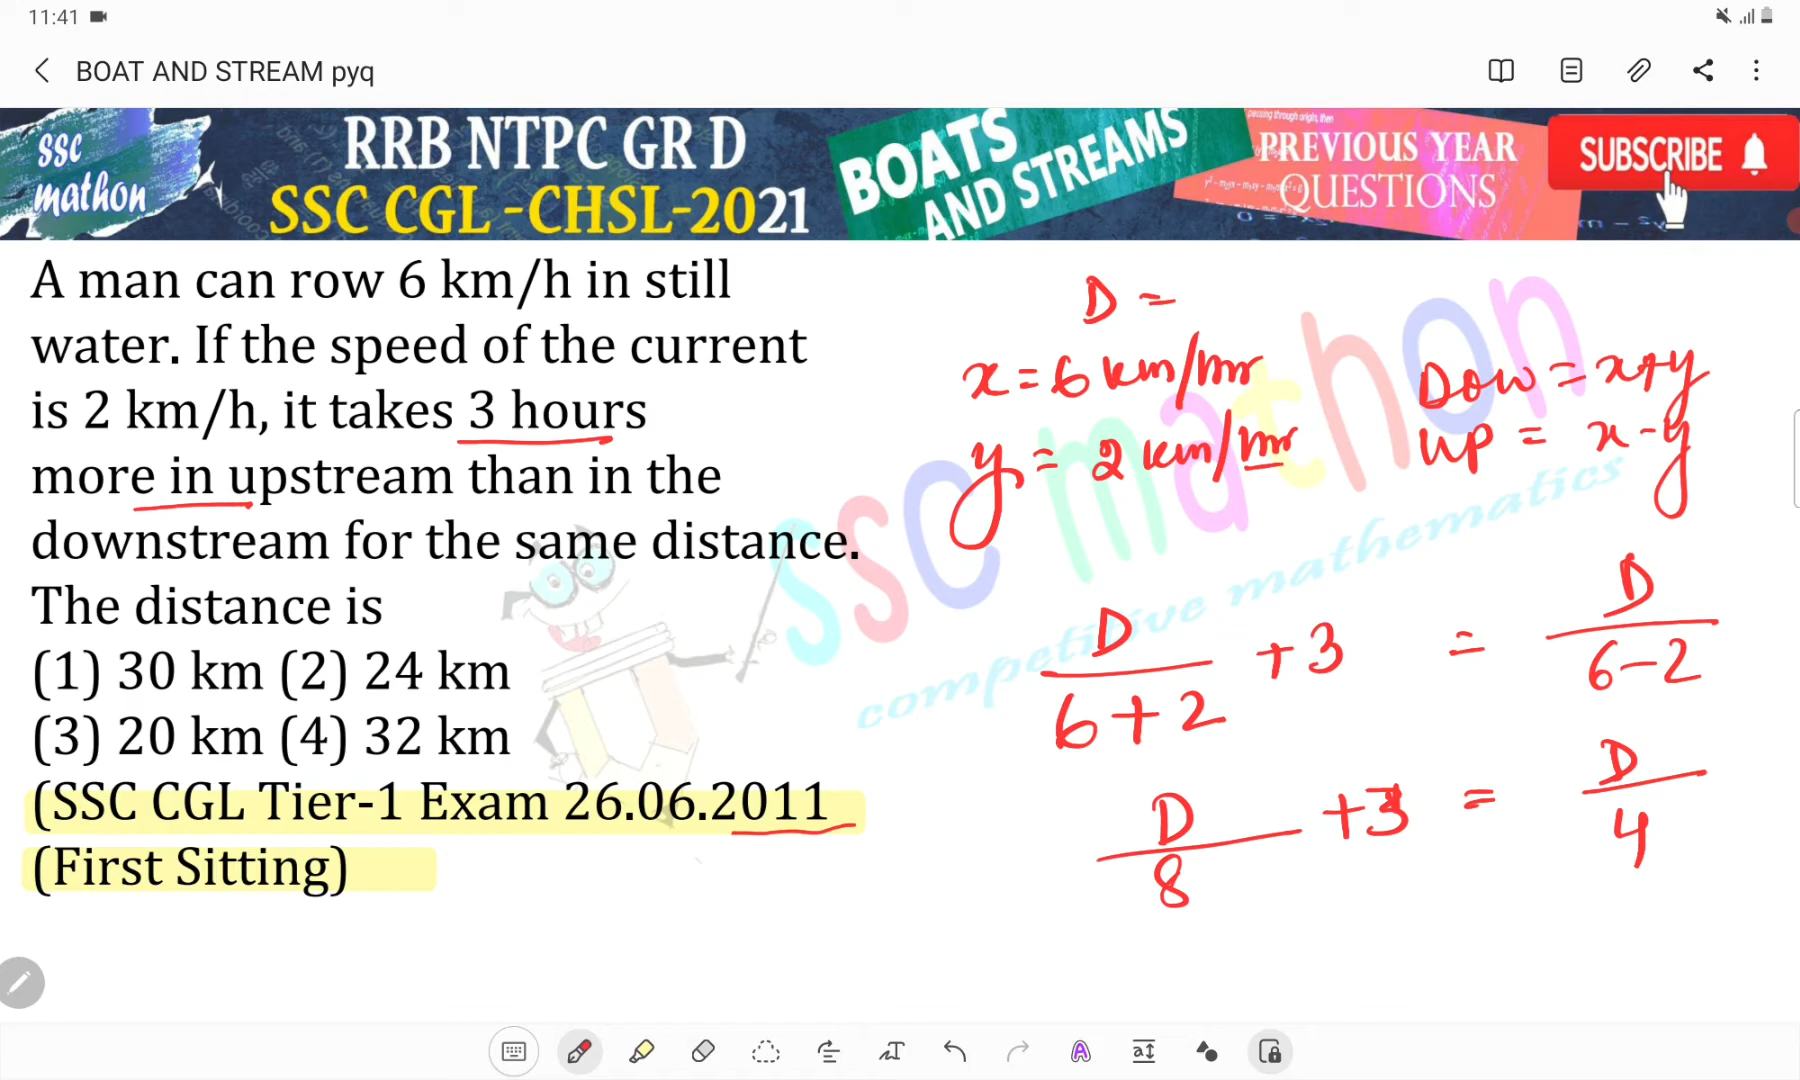 11:41
BOAT AND STREAM pyq
SSC
mathon
RRB NTPC GR D
SSC CGL -CHSL-2021
BOATS
AND STREAMS
passing through origin, then
PREVIOUS YEAR
QUESTIONS
SUBSCRIBE
A man can row 6 km/h in still
water. If the speed of the current
is 2 km/h, it takes 3 hours
more in upstream than in the
downstream for the same distance.
The distance is
(1) 30 km (2) 24 km
(3) 20 km (4) 32 km
(SSC CGL Tier-1 Exam 26.06.2011
(First Sitting)
D =
x = 6 km/hr
y = 2 km/hr
Dow = x+y
up = x-y
D/6+2 +3 = D/6-2
D/8 +3 = D/4
ssc mathon
competitive mathematics